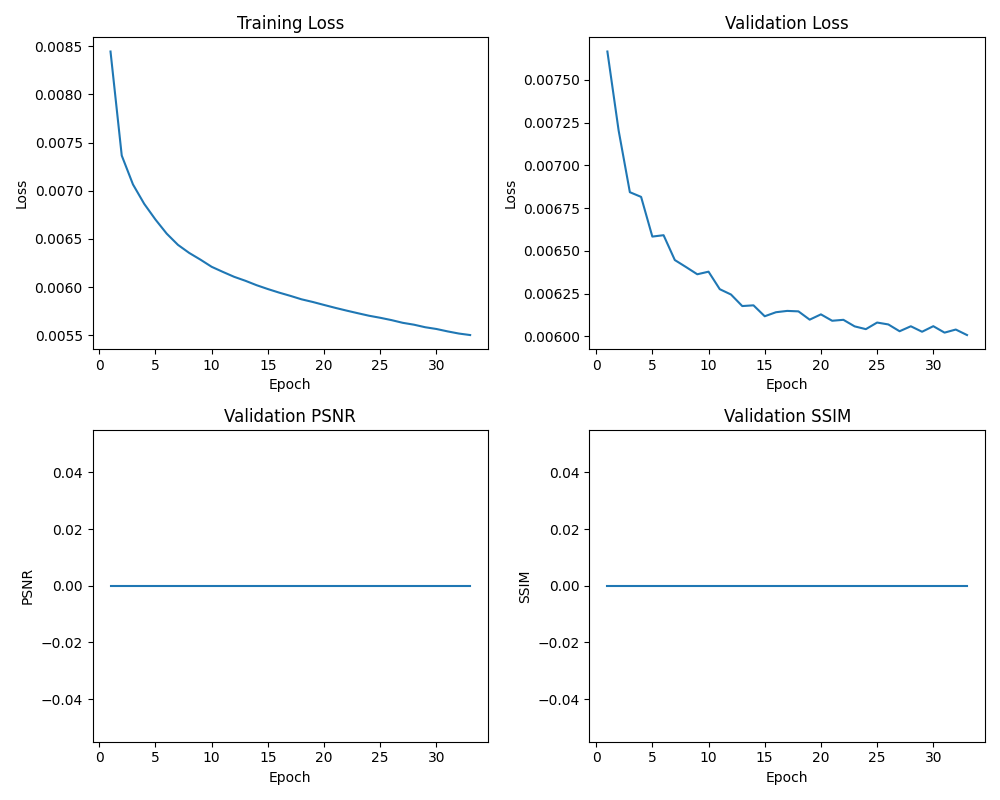 Training Loss
0.0085
0.0080
0.0075
0.0070
0.0065
0.0060
0.0055
Loss
0 5 10 15 20 25 30
Epoch
Validation Loss
0.00750
0.00725
0.00700
0.00675
0.00650
0.00625
0.00600
Loss
0 5 10 15 20 25 30
Epoch
Validation PSNR
0.04
0.02
0.00
−0.02
−0.04
PSNR
0 5 10 15 20 25 30
Epoch
Validation SSIM
0.04
0.02
0.00
−0.02
−0.04
SSIM
0 5 10 15 20 25 30
Epoch